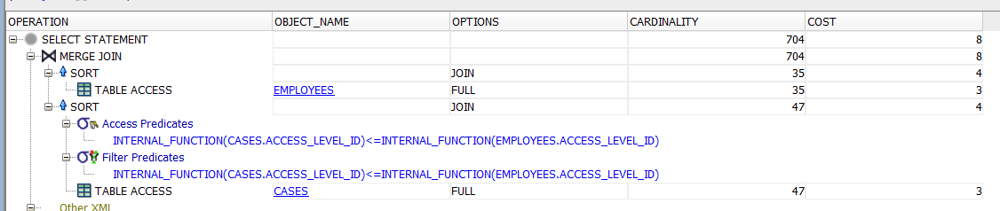 OPERATION OBJECT_NAME OPTIONS CARDINALITY COST
SELECT STATEMENT 704 8
MERGE JOIN 704 8
SORT JOIN 35 4
TABLE ACCESS EMPLOYEES FULL 35 3
SORT JOIN 47 4
Access Predicates
INTERNAL_FUNCTION(CASES.ACCESS_LEVEL_ID)<=INTERNAL_FUNCTION(EMPLOYEES.ACCESS_LEVEL_ID)
Filter Predicates
INTERNAL_FUNCTION(CASES.ACCESS_LEVEL_ID)<=INTERNAL_FUNCTION(EMPLOYEES.ACCESS_LEVEL_ID)
TABLE ACCESS CASES FULL 47 3
Other XML